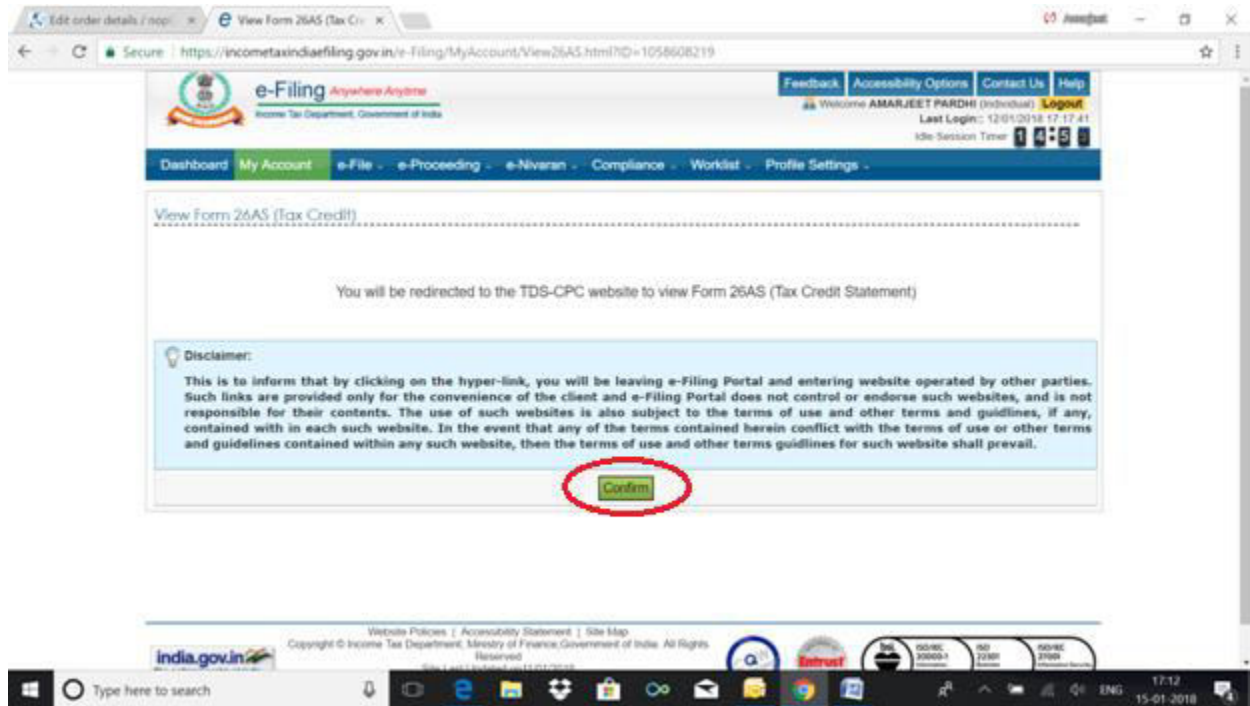 Edit order details / nopc
View Form 26AS (Tax Cre
Secure
https://incometaxindiaefiling.gov.in/e-Filing/MyAccount/View26AS.html?ID=1058608219
e-Filing Anywhere Anytime
Income Tax Department, Government of India
Feedback Accessibility Options Contact Us Help
Welcome AMARJEET PARDHI (Individual) Logout
Last Login : 12/01/2018 17:17:41
Idle Session Timer 1 4 : 5
Dashboard My Account e-File e-Proceeding e-Nivaran Compliance Worklist Profile Settings
View Form 26AS (Tax Credit)
You will be redirected to the TDS-CPC website to view Form 26AS (Tax Credit Statement)
Disclaimer:
This is to inform that by clicking on the hyper-link, you will be leaving e-Filing Portal and entering website operated by other parties.
Such links are provided only for the convenience of the client and e-Filing Portal does not control or endorse such websites, and is not
responsible for their contents. The use of such websites is also subject to the terms of use and other terms and guidlines, if any,
contained with in each such website. In the event that any of the terms contained herein conflict with the terms of use or other terms
and guidelines contained within any such website, then the terms of use and other terms guidlines for such website shall prevail.
Confirm
Website Policies | Accessibility Statement | Site Map
Copyright © Income Tax Department, Ministry of Finance, Government of India. All Rights
Reserved
Site Last Updated on 11/01/2018
india.gov.in
Entrust
Type here to search
ENG
17:12
15-01-2018